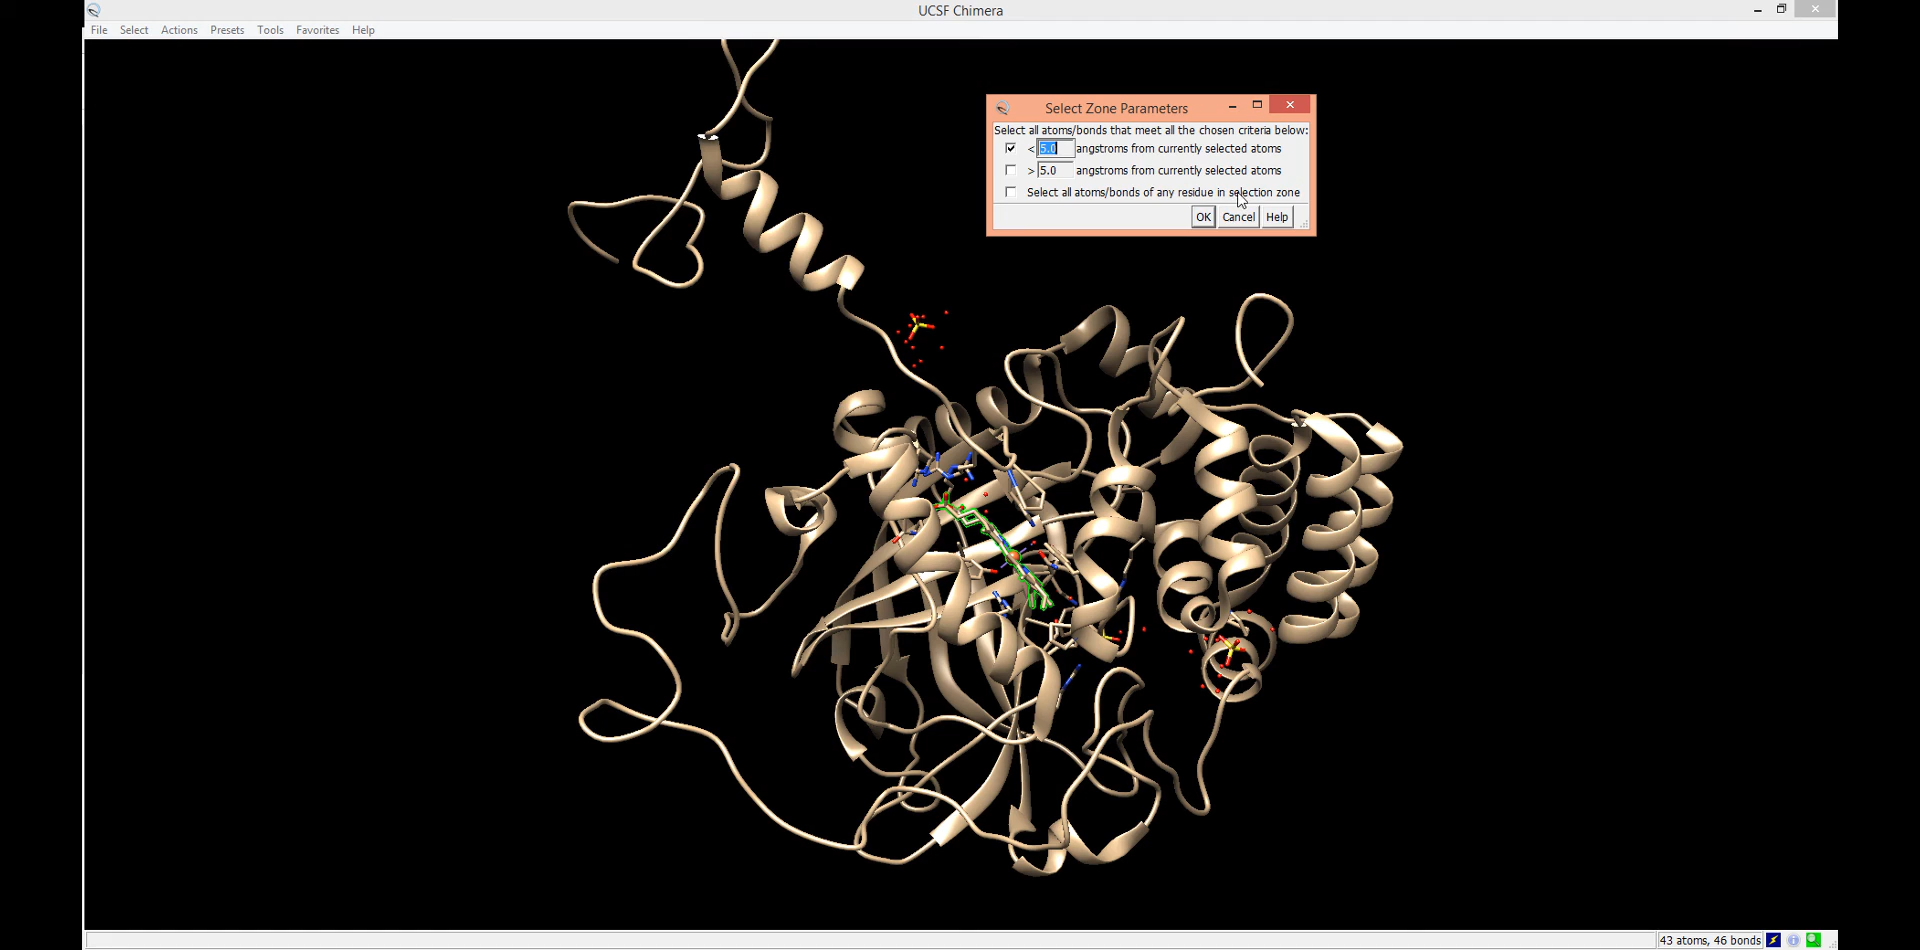 UCSF Chimera
File Select Actions Presets Tools Favorites Help
Select Zone Parameters
Select all atoms/bonds that meet all the chosen criteria below:
< 5.0 angstroms from currently selected atoms
> 5.0 angstroms from currently selected atoms
Select all atoms/bonds of any residue in selection zone
OK Cancel Help
43 atoms, 46 bonds